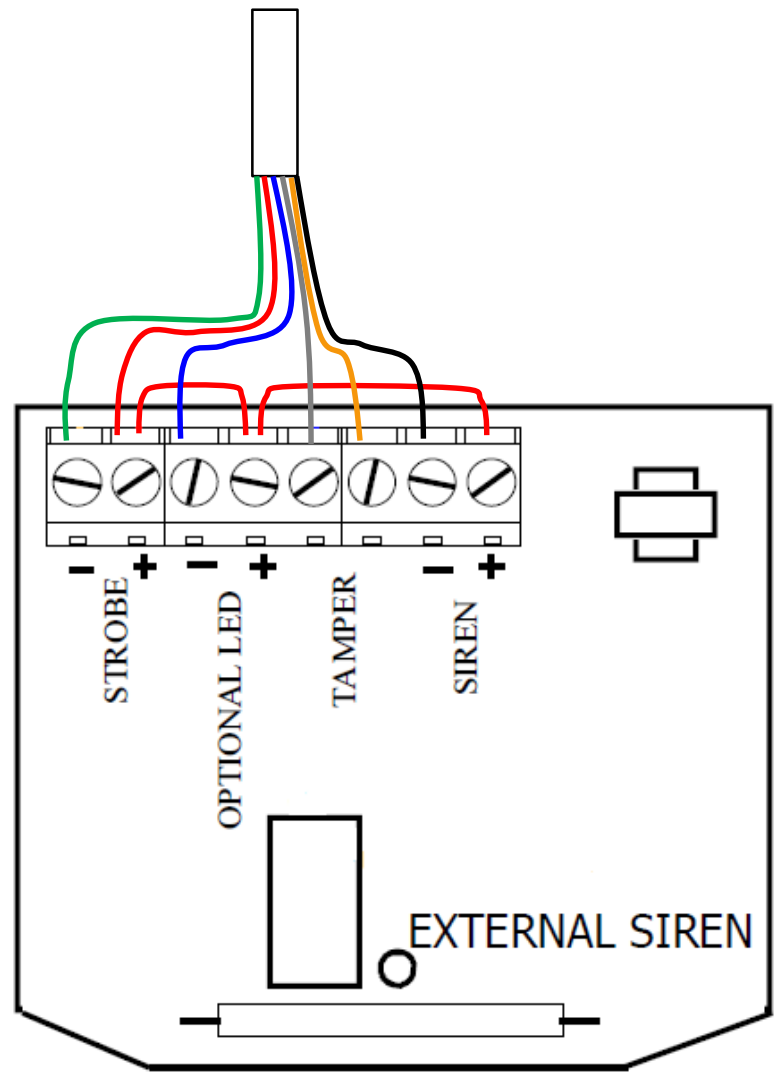 − + − + − +
STROBE
OPTIONAL LED
TAMPER
SIREN
EXTERNAL SIREN